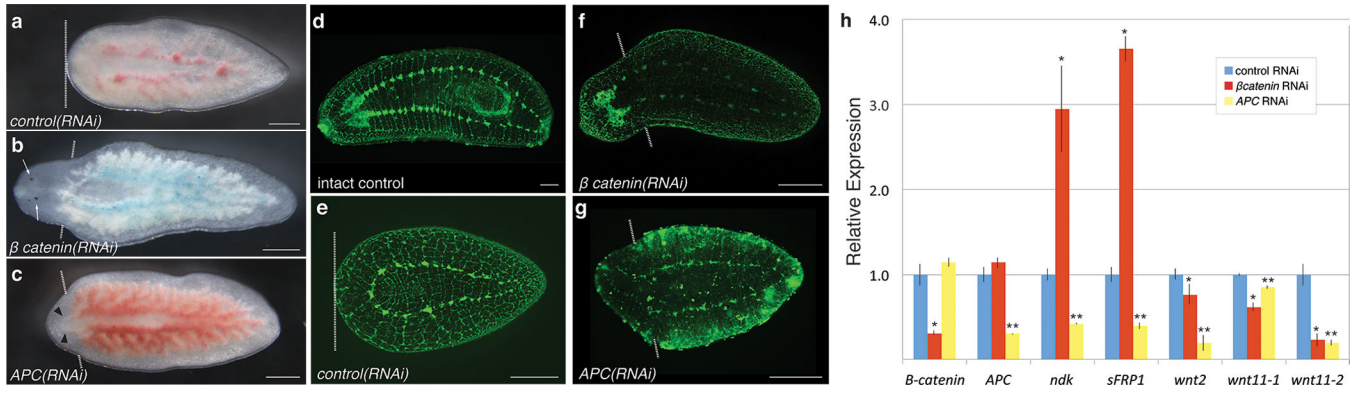 a
control(RNAi)
b
β catenin(RNAi)
c
APC(RNAi)
d
intact control
e
control(RNAi)
f
β catenin(RNAi)
g
APC(RNAi)
h
4.0
3.0
2.0
1.0
Relative Expression
control RNAi
βcatenin RNAi
APC RNAi
*
**
*
**
*
**
*
**
*
**
*
**
B-catenin
APC
ndk
sFRP1
wnt2
wnt11-1
wnt11-2